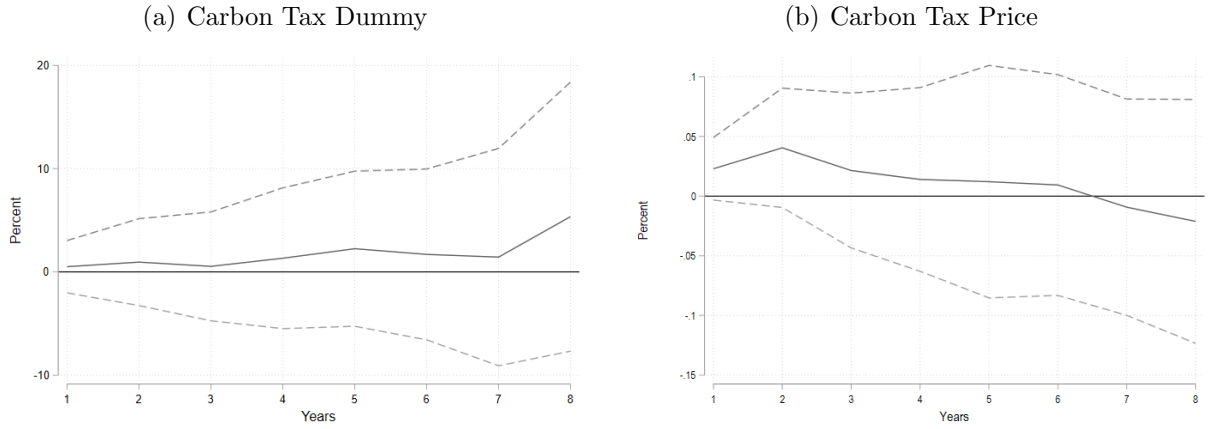 (a) Carbon Tax Dummy
20
10
0
-10
Percent
1 2 3 4 5 6 7 8
Years
(b) Carbon Tax Price
.1
.05
0
-.05
-.1
-.15
Percent
1 2 3 4 5 6 7 8
Years